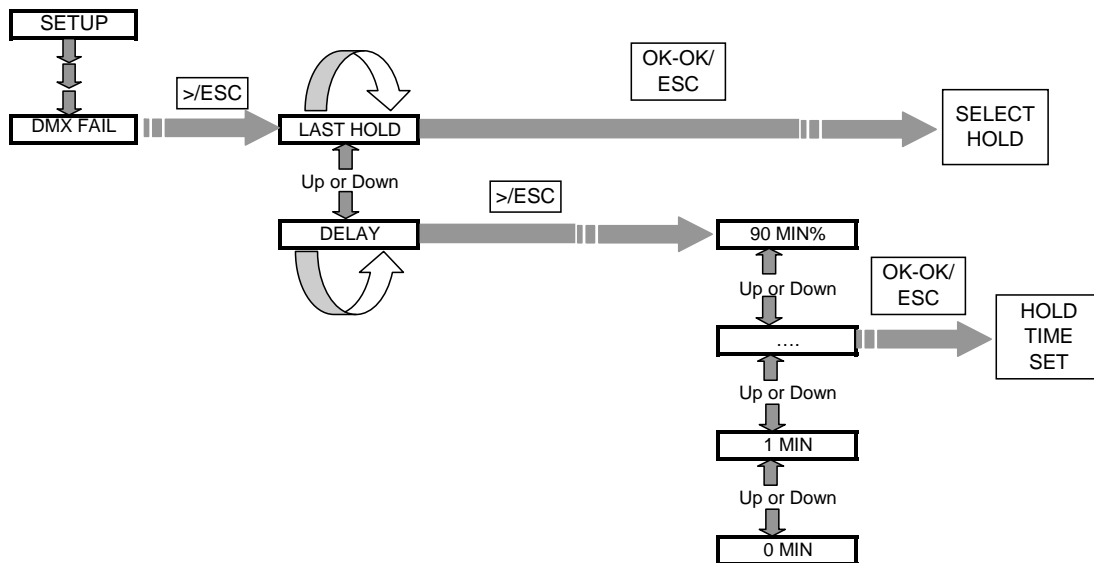 SETUP
DMX FAIL
>/ESC
LAST HOLD
OK-OK/
ESC
SELECT
HOLD
Up or Down
DELAY
>/ESC
90 MIN%
Up or Down
....
OK-OK/
ESC
HOLD
TIME
SET
Up or Down
1 MIN
Up or Down
0 MIN